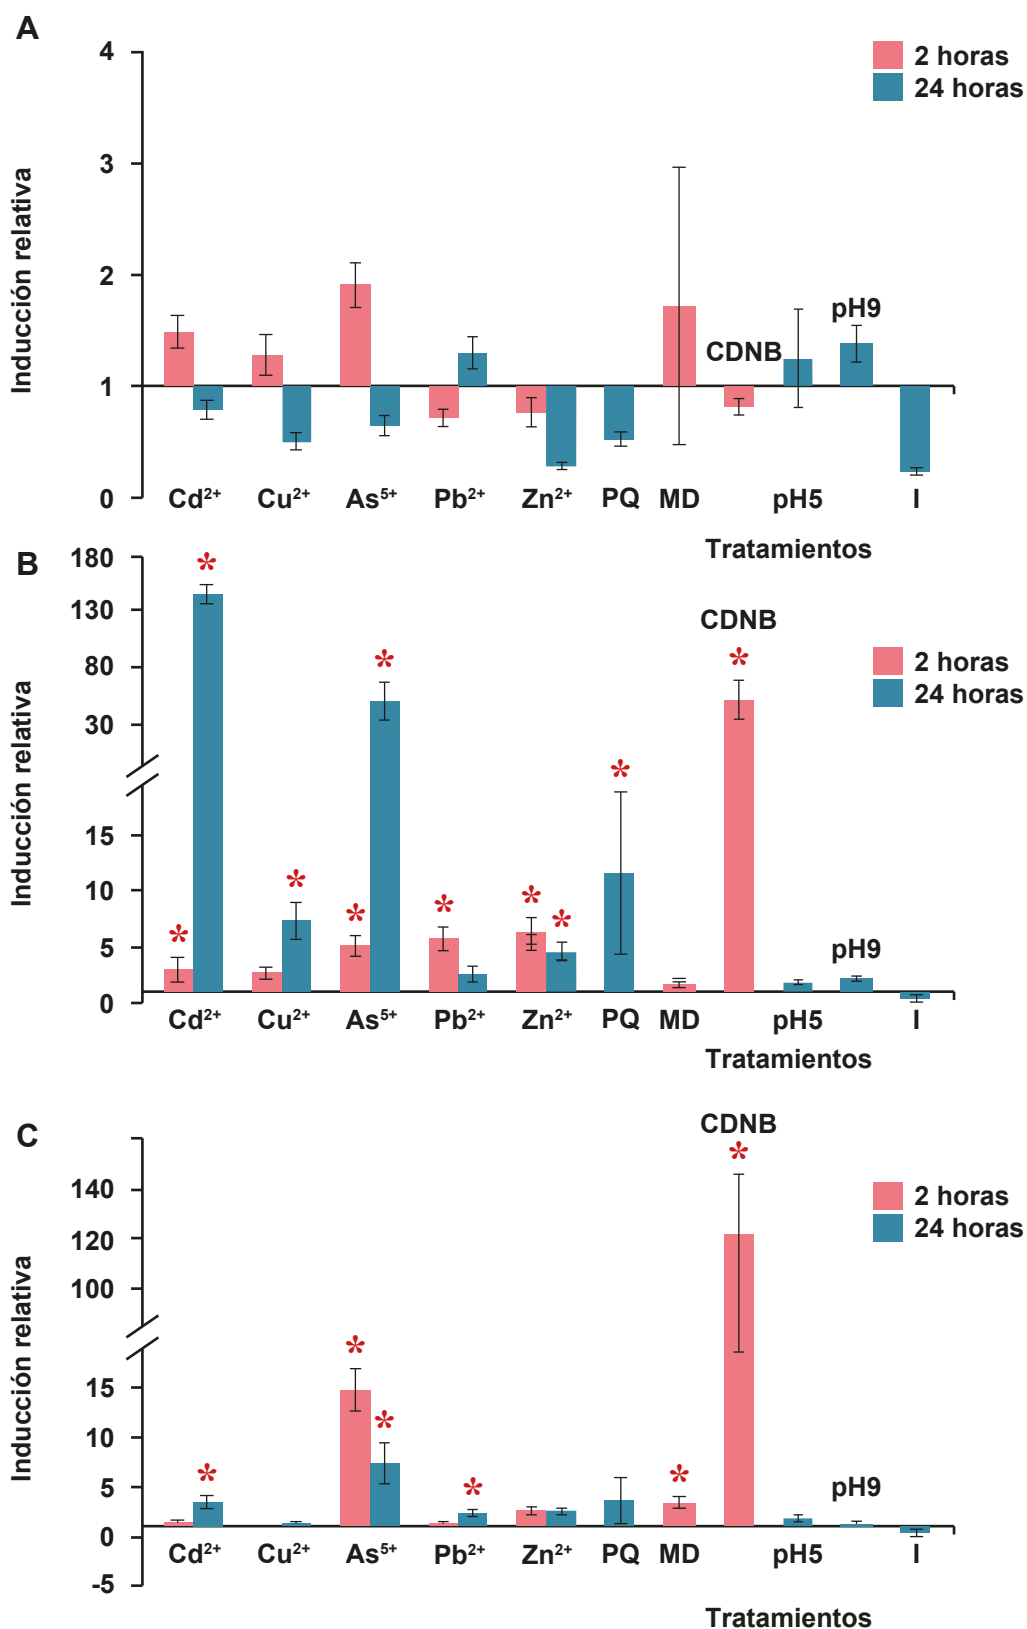 A
4
3
2
1
0
Inducción relativa
2 horas
24 horas
CDNB
pH9
Cd²⁺ Cu²⁺ As⁵⁺ Pb²⁺ Zn²⁺ PQ MD pH5 I
Tratamientos
B
180
130
80
30
15
10
5
0
Inducción relativa
* * * * * * * * * *
CDNB
2 horas
24 horas
pH9
Cd²⁺ Cu²⁺ As⁵⁺ Pb²⁺ Zn²⁺ PQ MD pH5 I
Tratamientos
C
140
120
100
15
10
5
0
-5
Inducción relativa
CDNB
* * * * * *
2 horas
24 horas
pH9
Cd²⁺ Cu²⁺ As⁵⁺ Pb²⁺ Zn²⁺ PQ MD pH5 I
Tratamientos